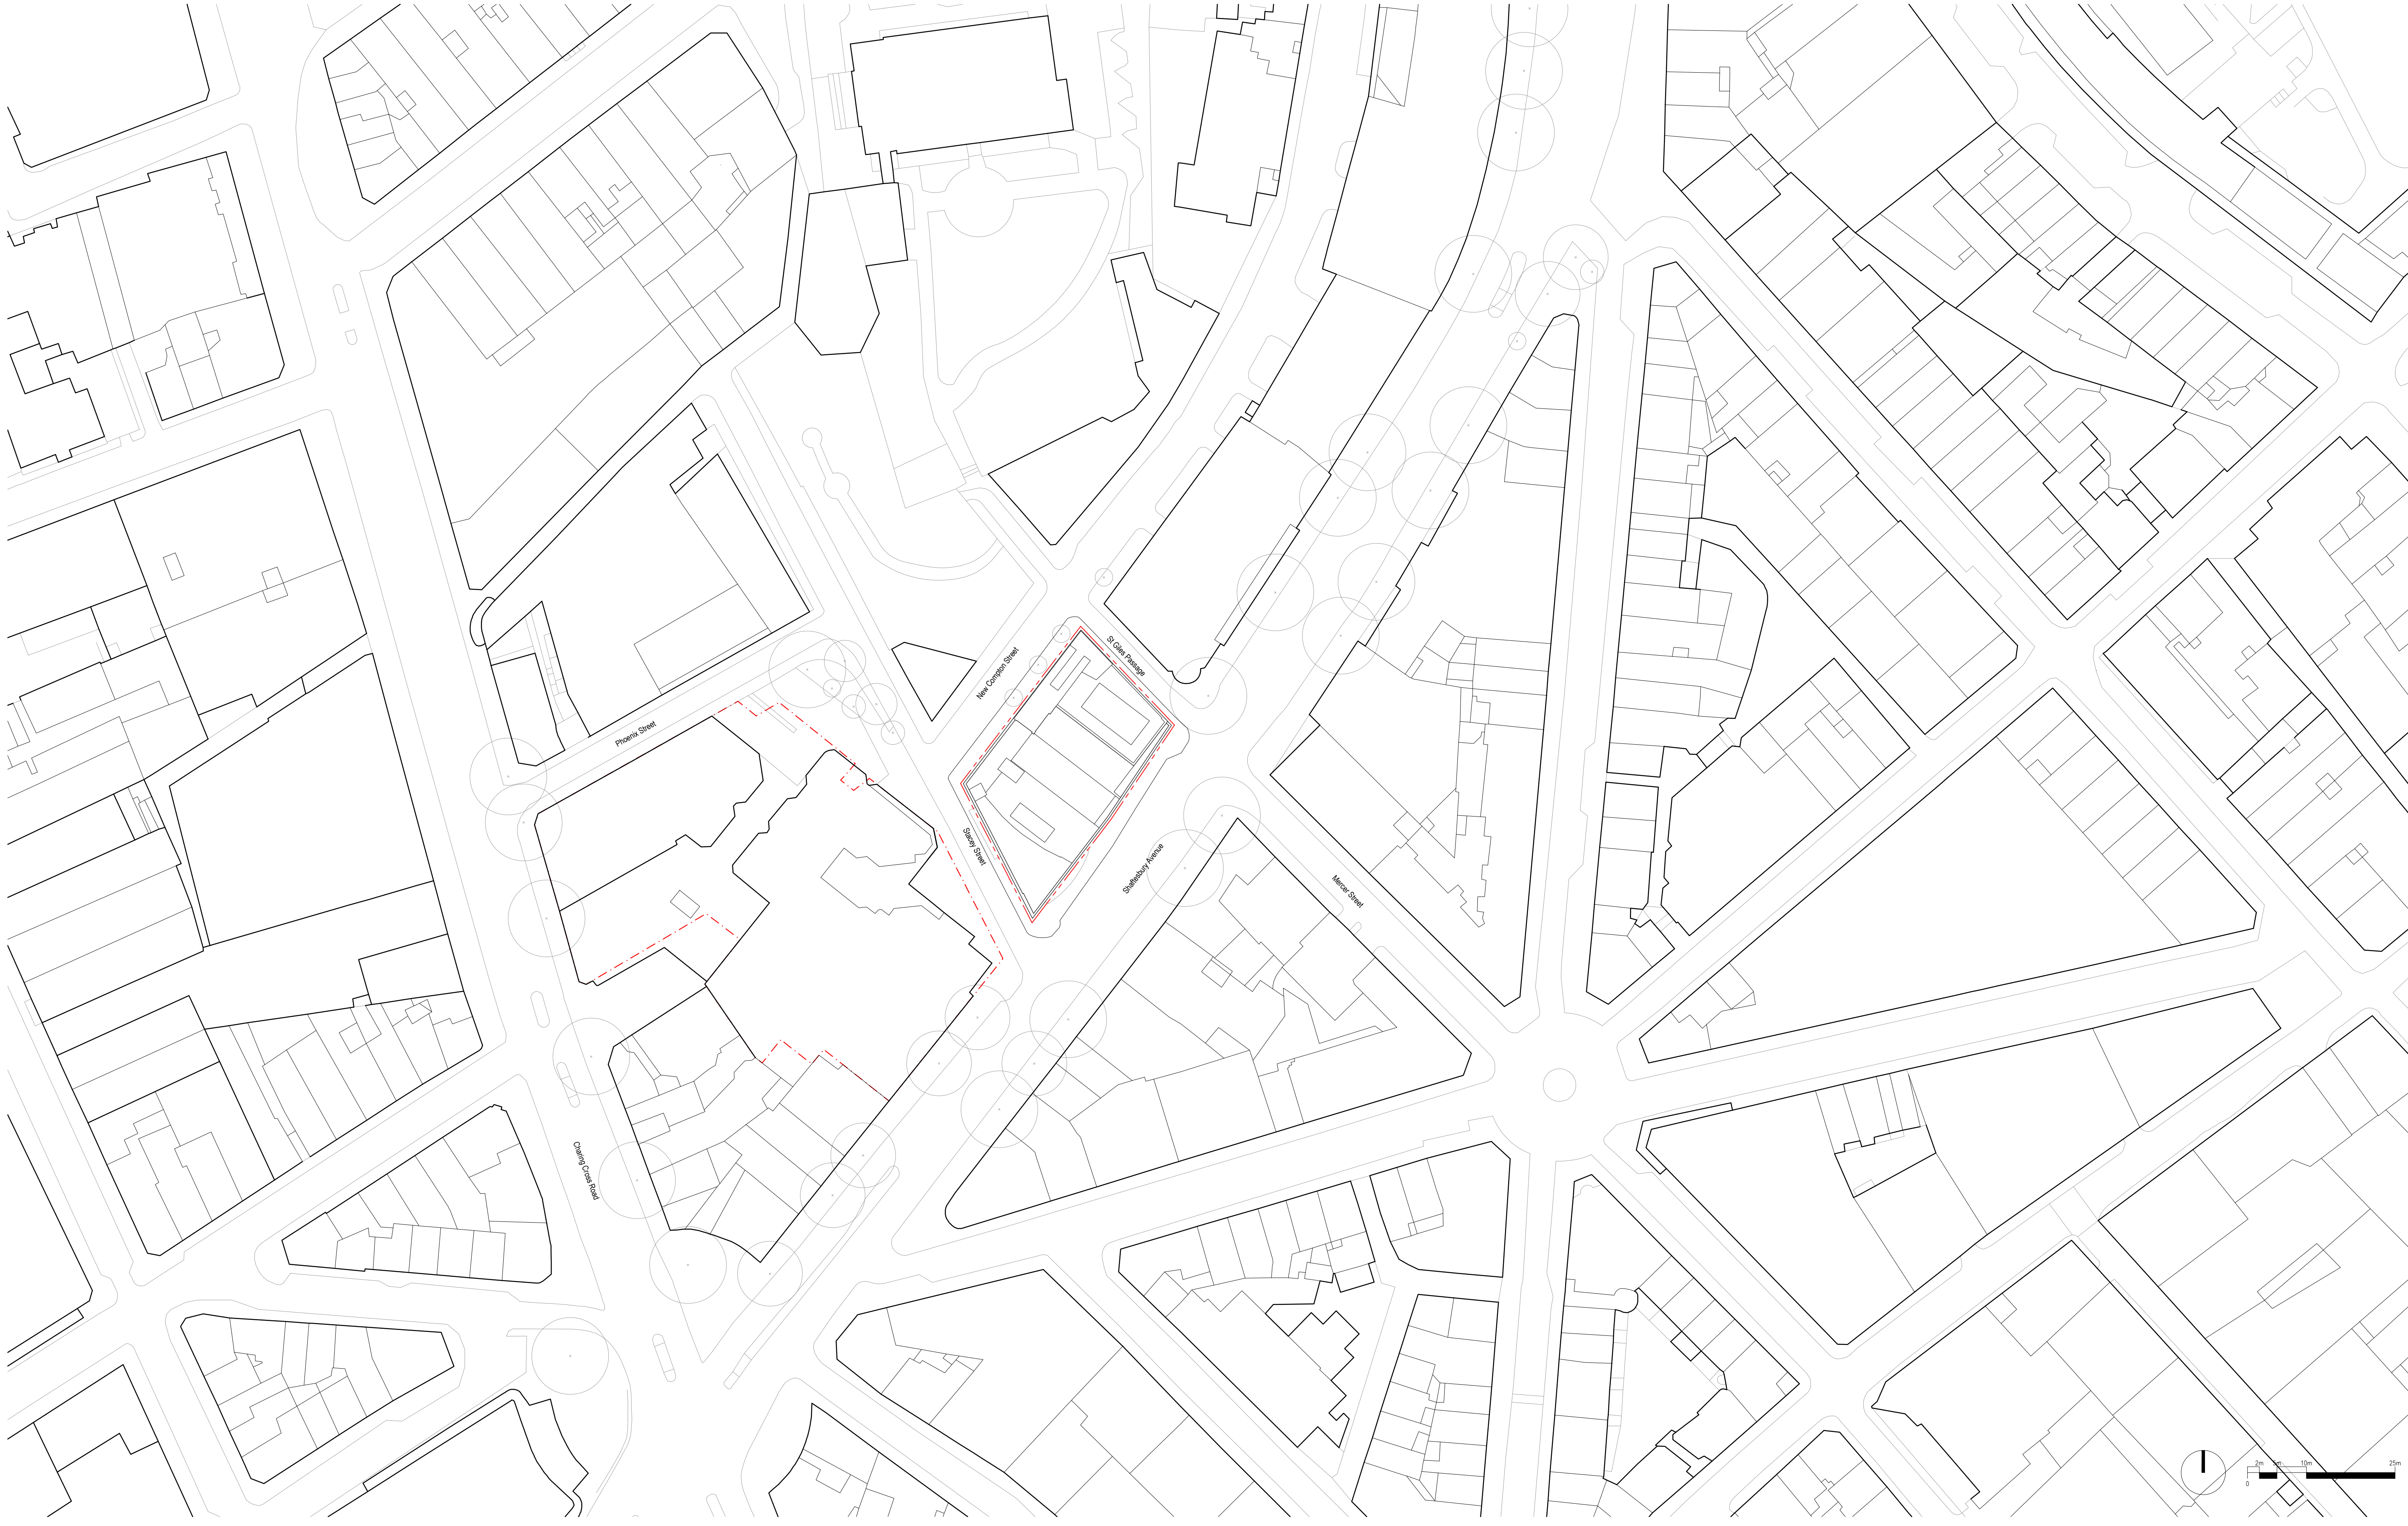 St Giles Passage
New Compton Street
Phoenix Street
Stacey Street
Shaftesbury Avenue
Mercer Street
Charing Cross Road
2m 5m 10m 25m
0